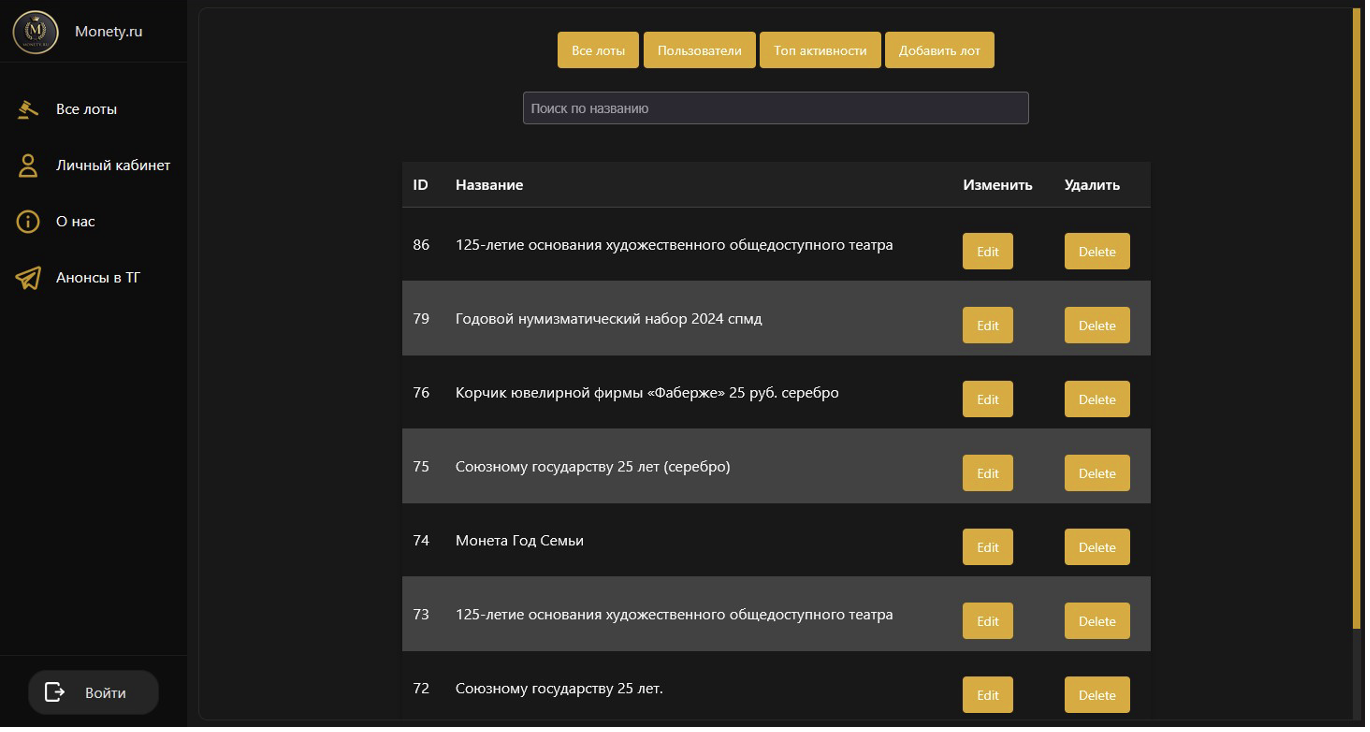 Monety.ru
Все лоты
Личный кабинет
О нас
Анонсы в ТГ
Войти
Все лоты Пользователи Топ активности Добавить лот
Поиск по названию
ID Название Изменить Удалить
86 125-летие основания художественного общедоступного театра Edit Delete
79 Годовой нумизматический набор 2024 спмд Edit Delete
76 Корчик ювелирной фирмы «Фаберже» 25 руб. серебро Edit Delete
75 Союзному государству 25 лет (серебро) Edit Delete
74 Монета Год Семьи Edit Delete
73 125-летие основания художественного общедоступного театра Edit Delete
72 Союзному государству 25 лет. Edit Delete